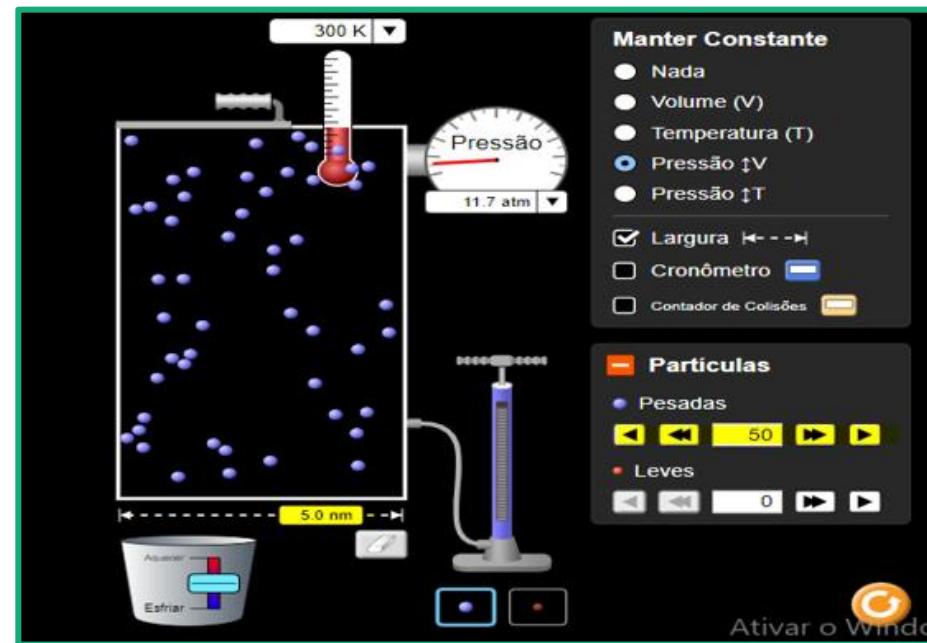 300 K
Pressão
11.7 atm
5.0 nm
Aquecer
Esfriar
Manter Constante
Nada
Volume (V)
Temperatura (T)
Pressão ↕V
Pressão ↕T
Largura
Cronômetro
Contador de Colisões
Partículas
Pesadas
50
Leves
0
Ativar o Windo